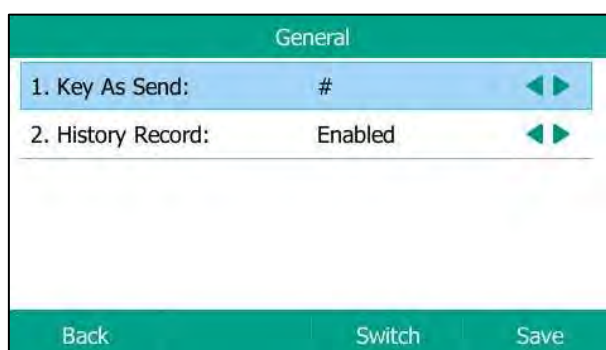 General
1. Key As Send: #
2. History Record: Enabled
Back Switch Save